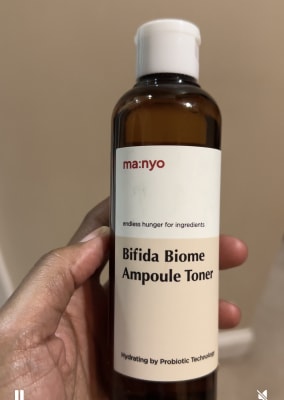 ma:nyo
endless hunger for ingredients
Bifida Biome
Ampoule Toner
Hydrating by Probiotic Technology